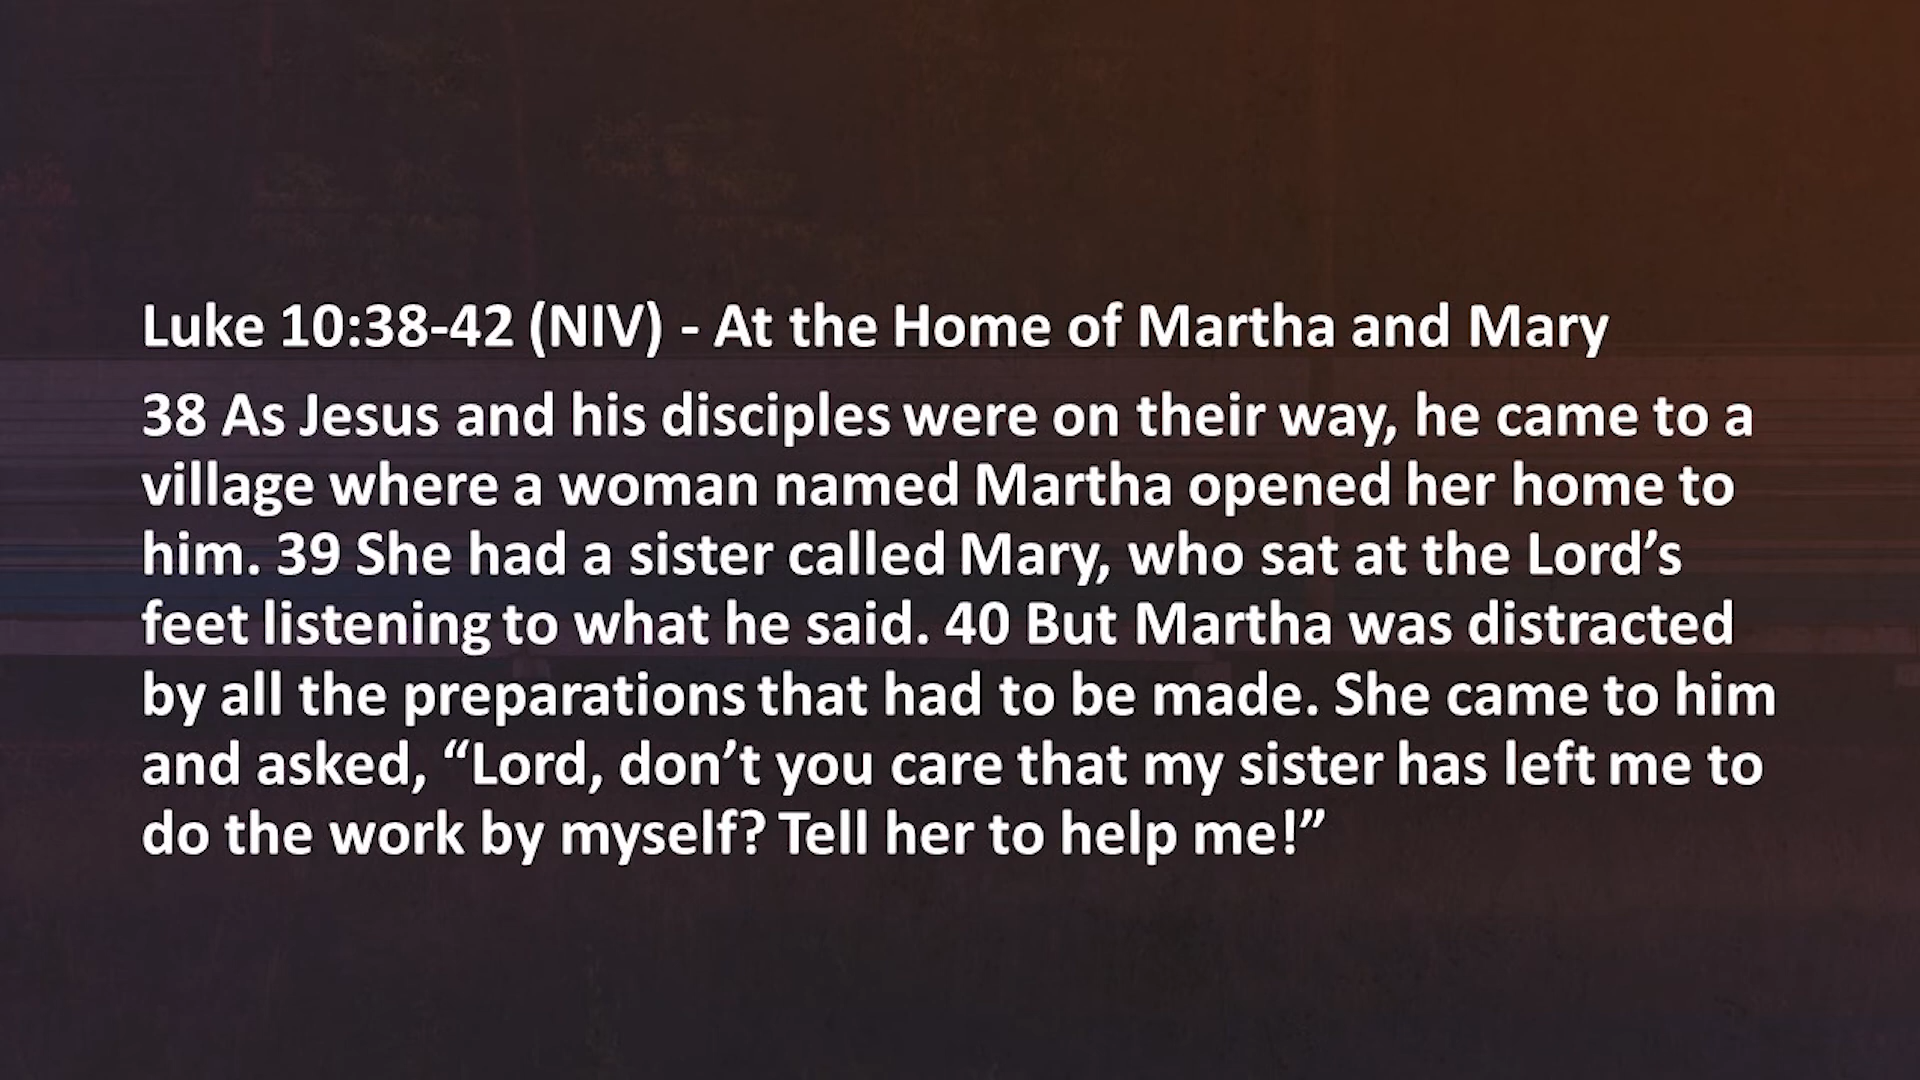 Luke 10:38-42 (NIV) - At the Home of Martha and Mary
38 As Jesus and his disciples were on their way, he came to a
village where a woman named Martha opened her home to
him. 39 She had a sister called Mary, who sat at the Lord’s
feet listening to what he said. 40 But Martha was distracted
by all the preparations that had to be made. She came to him
and asked, “Lord, don’t you care that my sister has left me to
do the work by myself? Tell her to help me!”